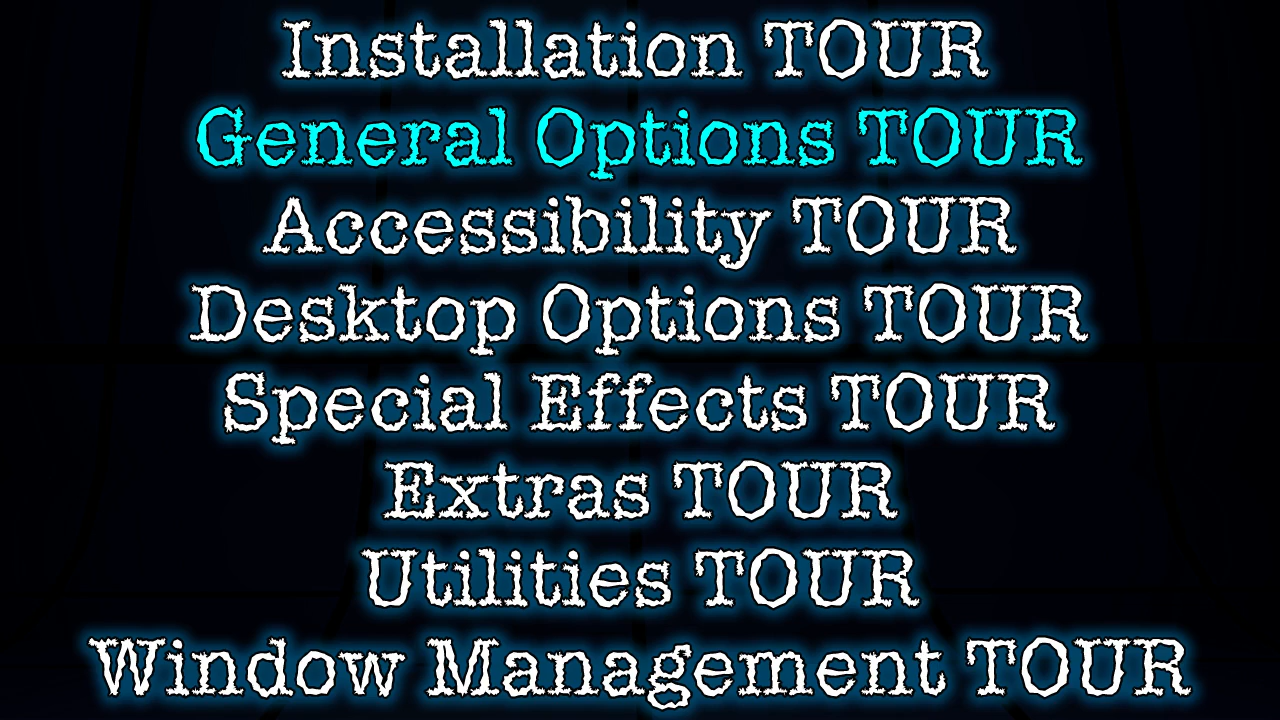 Installation TOUR
General Options TOUR
Accessibility TOUR
Desktop Options TOUR
Special Effects TOUR
Extras TOUR
Utilities TOUR
Window Management TOUR